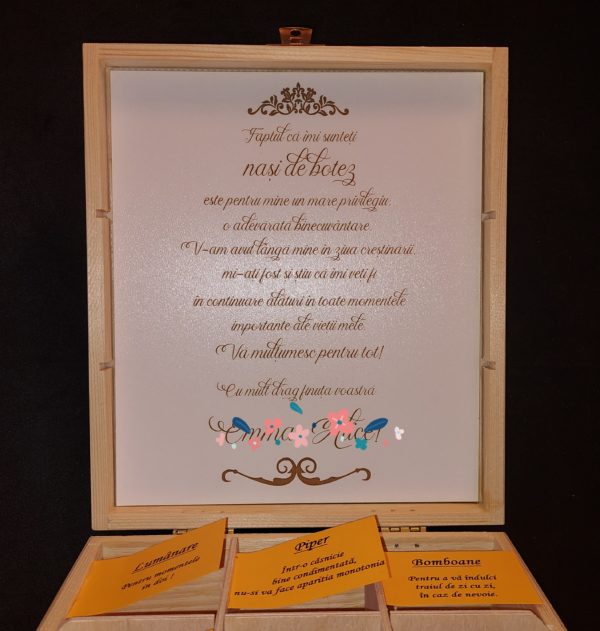 Faptul că îmi sunteți
nași de botez
este pentru mine un mare privilegiu,
o adevărată binecuvântare.
V-am avut lângă mine în ziua creștinării,
mi-ați fost și știu că îmi veți fi
în continuare alături în toate momentele
importante ale vieții mele.
Vă mulțumesc pentru tot!
Cu mult drag finuța voastră
Emma Alice!
Lumânare
Pentru momentele
în doi !
Piper
Într-o căsnicie
bine condimentată,
nu-si va face apariția monotonia
Bomboane
Pentru a vă îndulci
traiul de zi cu zi,
în caz de nevoie.